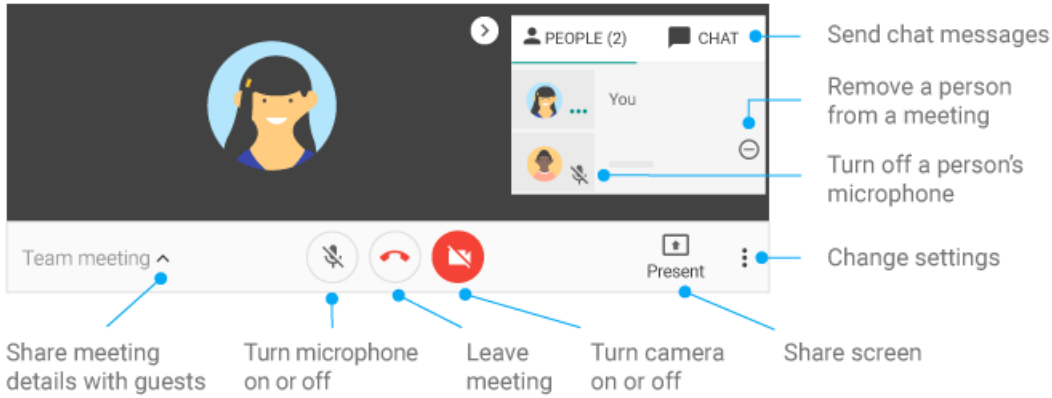 PEOPLE (2)
CHAT
Send chat messages
You
Remove a person
from a meeting
Turn off a person's
microphone
Team meeting
Present
Change settings
Share meeting
details with guests
Turn microphone
on or off
Leave
meeting
Turn camera
on or off
Share screen